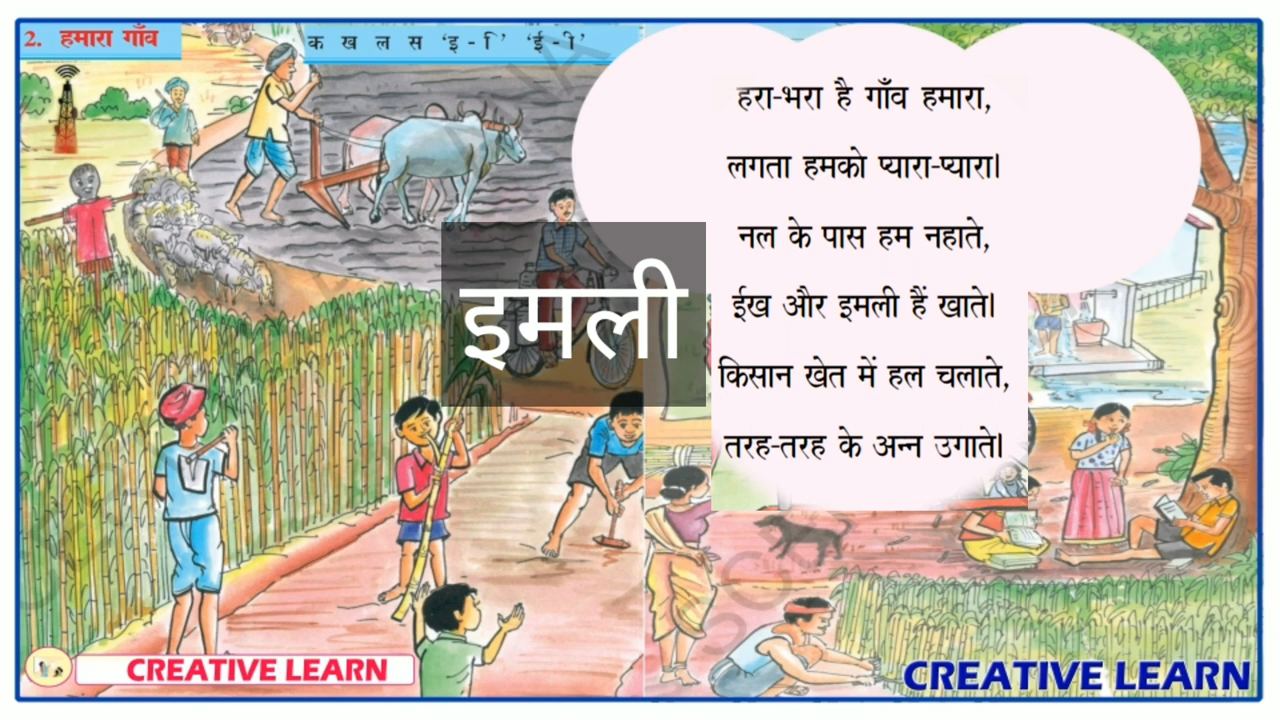 2. हमारा गाँव
क ख ल स ‘इ - ि’ ‘ई - ी’
हरा-भरा है गाँव हमारा,
लगता हमको प्यारा-प्यारा।
नल के पास हम नहाते,
ईख और इमली हैं खाते।
किसान खेत में हल चलाते,
तरह-तरह के अन्न उगाते।
इमली
CREATIVE LEARN
CREATIVE LEARN